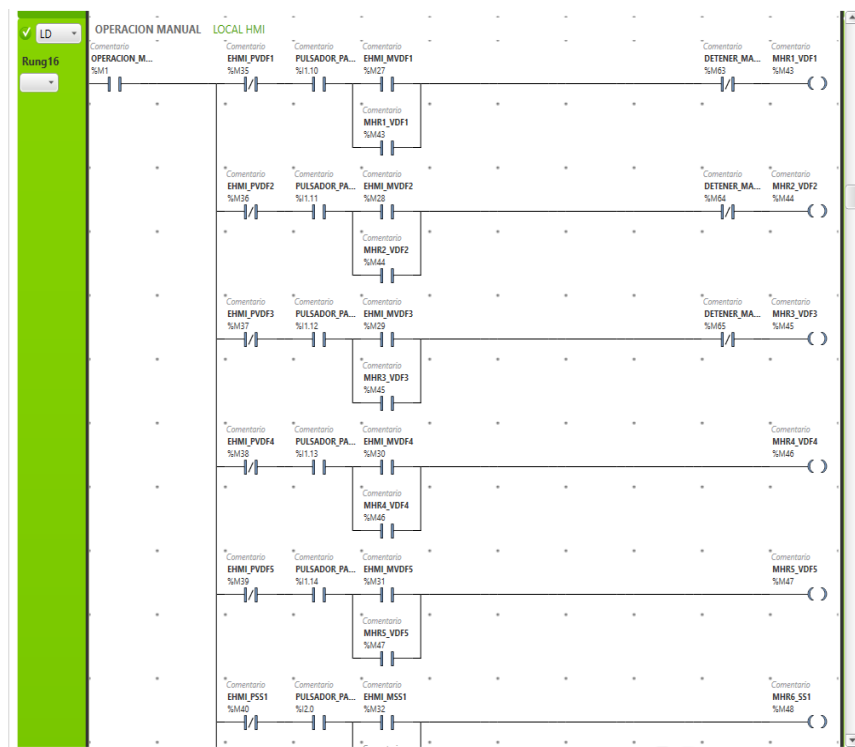 LD
OPERACION MANUAL LOCAL HMI
Rung16
Comentario Comentario Comentario Comentario Comentario Comentario
OPERACION_M... EHMI_PVDF1 PULSADOR_PA... EHMI_MVDF1 DETENER_MA... MHR1_VDF1
%M1 %M35 %I1.10 %M27 %M63 %M43
Comentario
MHR1_VDF1
%M43
Comentario Comentario Comentario Comentario Comentario
EHMI_PVDF2 PULSADOR_PA... EHMI_MVDF2 DETENER_MA... MHR2_VDF2
%M36 %I1.11 %M28 %M64 %M44
Comentario
MHR2_VDF2
%M44
Comentario Comentario Comentario Comentario Comentario
EHMI_PVDF3 PULSADOR_PA... EHMI_MVDF3 DETENER_MA... MHR3_VDF3
%M37 %I1.12 %M29 %M65 %M45
Comentario
MHR3_VDF3
%M45
Comentario Comentario Comentario Comentario
EHMI_PVDF4 PULSADOR_PA... EHMI_MVDF4 MHR4_VDF4
%M38 %I1.13 %M30 %M46
Comentario
MHR4_VDF4
%M46
Comentario Comentario Comentario Comentario
EHMI_PVDF5 PULSADOR_PA... EHMI_MVDF5 MHR5_VDF5
%M39 %I1.14 %M31 %M47
Comentario
MHR5_VDF5
%M47
Comentario Comentario Comentario Comentario
EHMI_PSS1 PULSADOR_PA... EHMI_MSS1 MHR6_SS1
%M40 %I2.0 %M32 %M48